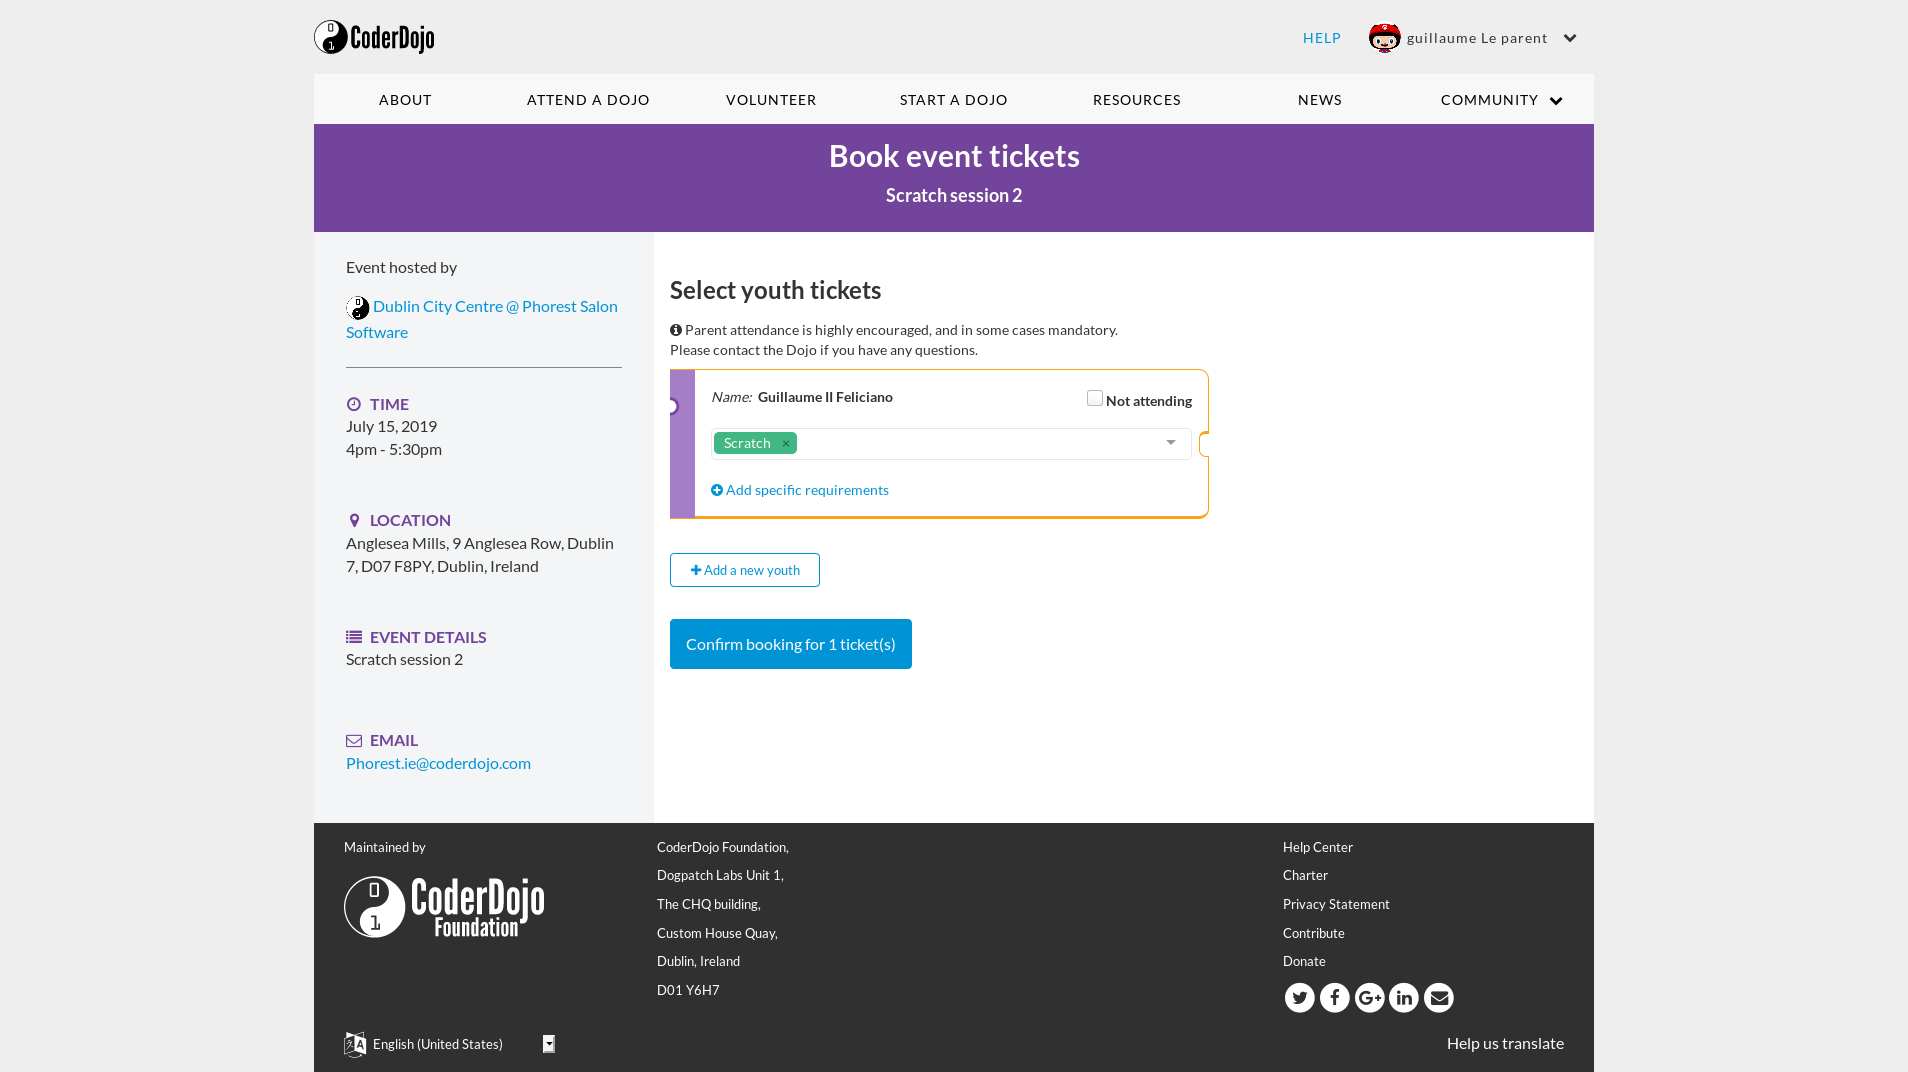 CoderDojo
HELP
guillaume Le parent
ABOUT
ATTEND A DOJO
VOLUNTEER
START A DOJO
RESOURCES
NEWS
COMMUNITY
Book event tickets
Scratch session 2
Event hosted by
Dublin City Centre @ Phorest Salon
Software
TIME
July 15, 2019
4pm - 5:30pm
LOCATION
Anglesea Mills, 9 Anglesea Row, Dublin
7, D07 F8PY, Dublin, Ireland
EVENT DETAILS
Scratch session 2
EMAIL
Phorest.ie@coderdojo.com
Select youth tickets
Parent attendance is highly encouraged, and in some cases mandatory.
Please contact the Dojo if you have any questions.
Name: Guillaume II Feliciano
Not attending
Scratch ×
Add specific requirements
Add a new youth
Confirm booking for 1 ticket(s)
Maintained by
CoderDojo
Foundation
CoderDojo Foundation,
Dogpatch Labs Unit 1,
The CHQ building,
Custom House Quay,
Dublin, Ireland
D01 Y6H7
Help Center
Charter
Privacy Statement
Contribute
Donate
English (United States)
Help us translate